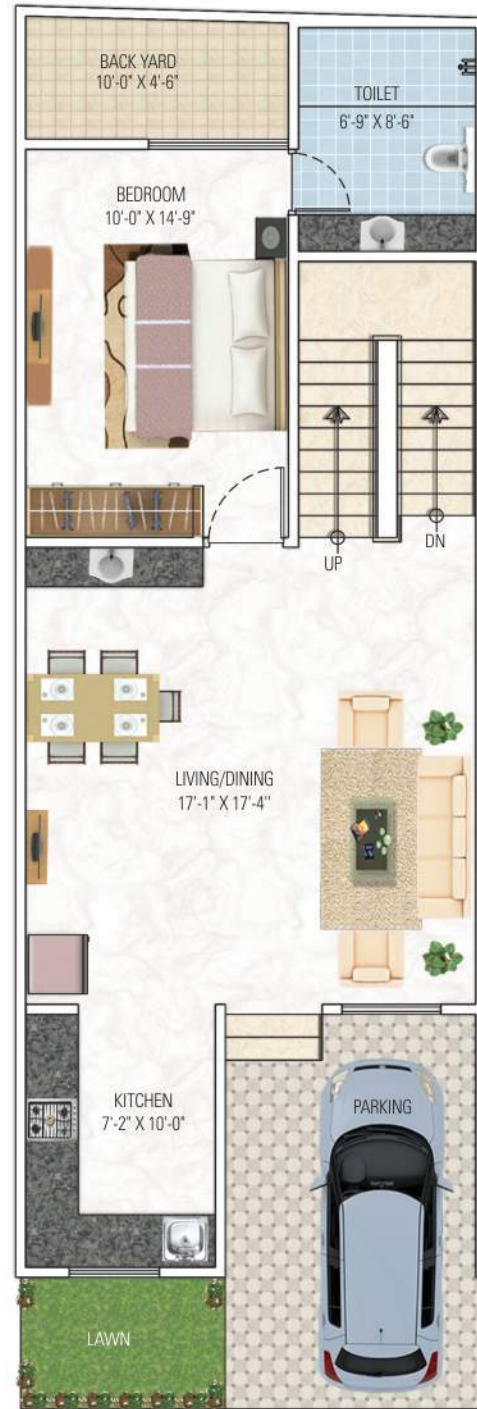 BACK YARD
10'-0" X 4'-6"
TOILET
6'-9" X 8'-6"
BEDROOM
10'-0" X 14'-9"
UP
DN
LIVING/DINING
17'-1" X 17'-4"
KITCHEN
7'-2" X 10'-0"
PARKING
LAWN